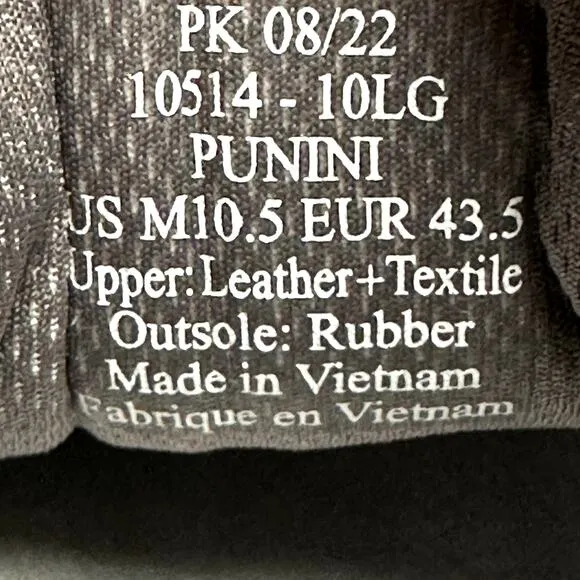 PK 08/22
10514 - 10LG
PUNINI
US M10.5 EUR 43.5
Upper: Leather+Textile
Outsole: Rubber
Made in Vietnam
Fabrique en Vietnam